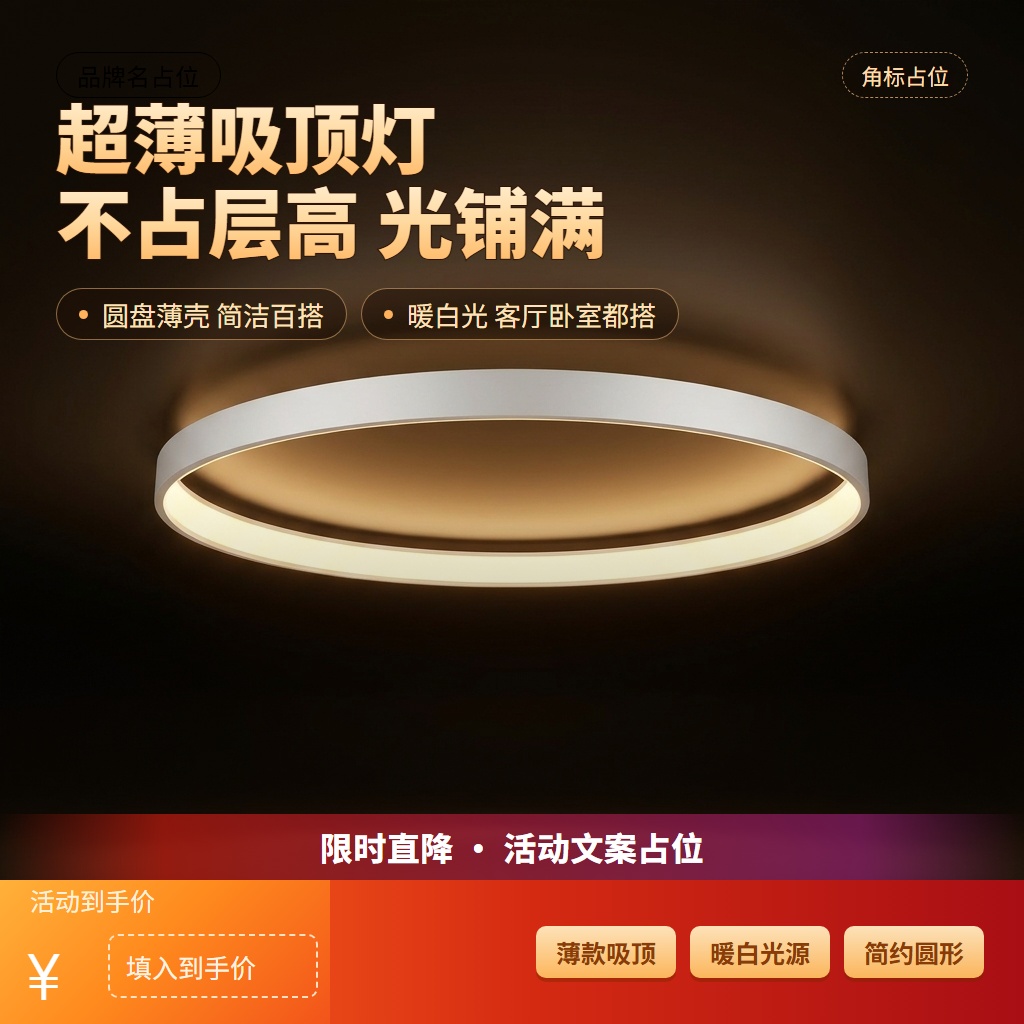 品牌名占位
角标占位
超薄吸顶灯
不占层高 光铺满
圆盘薄壳 简洁百搭
暖白光 客厅卧室都搭
限时直降 · 活动文案占位
活动到手价
¥ 填入到手价
薄款吸顶
暖白光源
简约圆形